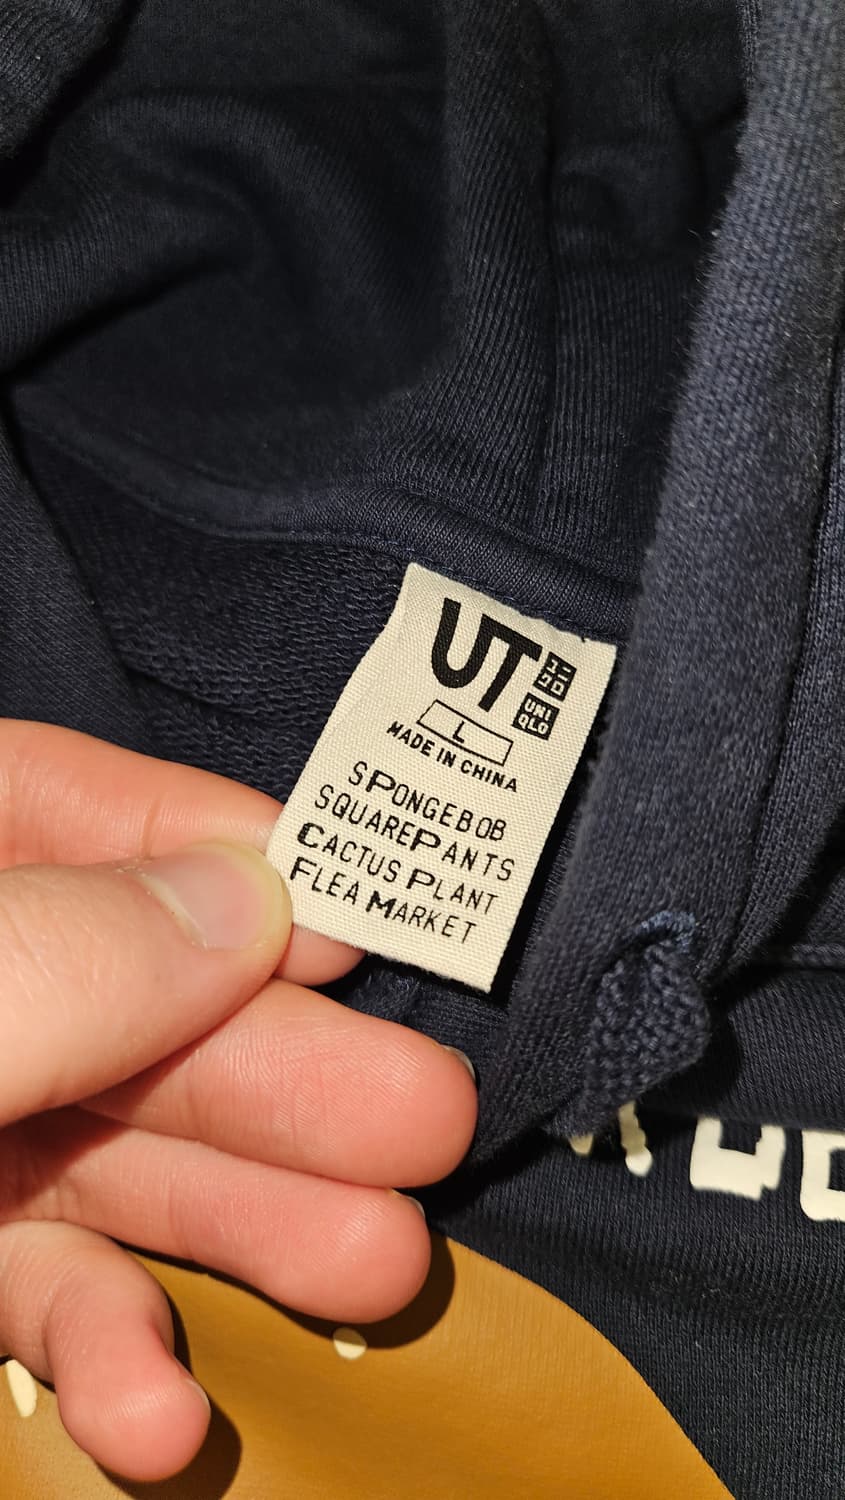 UT
ユニ
クロ
UNI
QLO
L
MADE IN CHINA
SPONGEBOB
SQUAREPANTS
CACTUS PLANT
FLEA MARKET